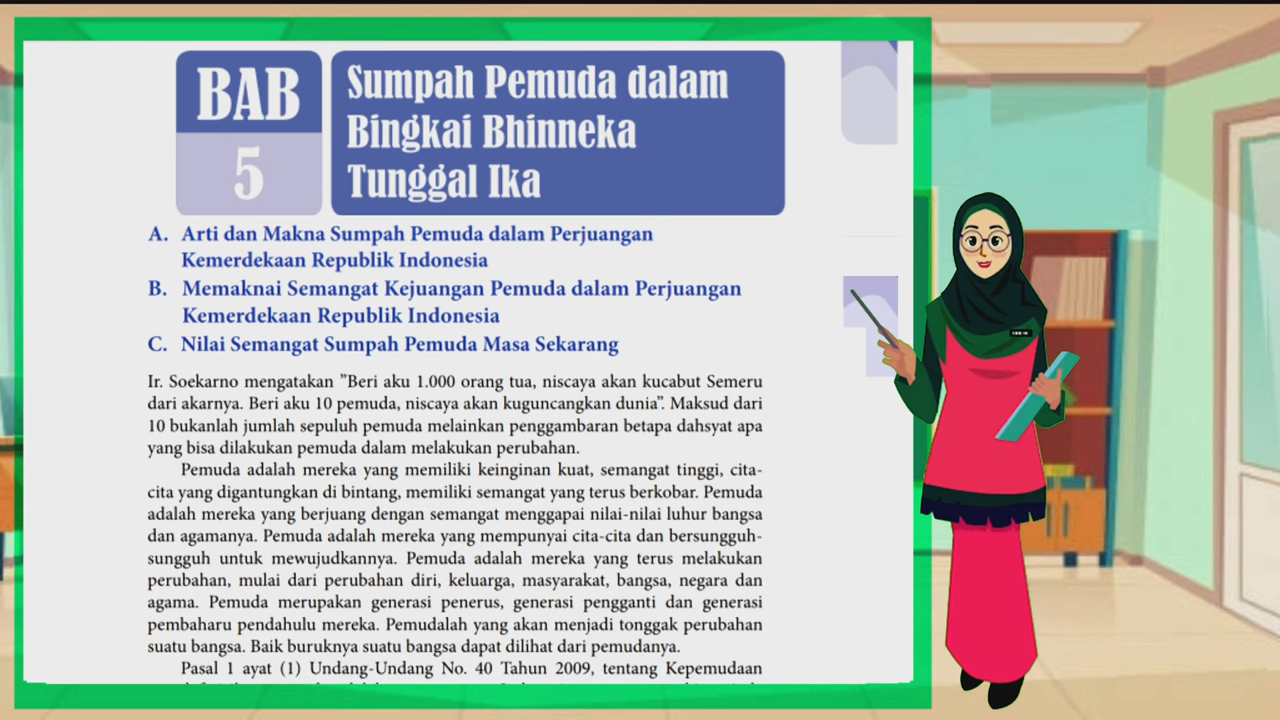 BAB
5
Sumpah Pemuda dalam
Bingkai Bhinneka
Tunggal Ika
A. Arti dan Makna Sumpah Pemuda dalam Perjuangan
Kemerdekaan Republik Indonesia
B. Memaknai Semangat Kejuangan Pemuda dalam Perjuangan
Kemerdekaan Republik Indonesia
C. Nilai Semangat Sumpah Pemuda Masa Sekarang
Ir. Soekarno mengatakan ”Beri aku 1.000 orang tua, niscaya akan kucabut Semeru
dari akarnya. Beri aku 10 pemuda, niscaya akan kuguncangkan dunia”. Maksud dari
10 bukanlah jumlah sepuluh pemuda melainkan penggambaran betapa dahsyat apa
yang bisa dilakukan pemuda dalam melakukan perubahan.
Pemuda adalah mereka yang memiliki keinginan kuat, semangat tinggi, cita-
cita yang digantungkan di bintang, memiliki semangat yang terus berkobar. Pemuda
adalah mereka yang berjuang dengan semangat menggapai nilai-nilai luhur bangsa
dan agamanya. Pemuda adalah mereka yang mempunyai cita-cita dan bersungguh-
sungguh untuk mewujudkannya. Pemuda adalah mereka yang terus melakukan
perubahan, mulai dari perubahan diri, keluarga, masyarakat, bangsa, negara dan
agama. Pemuda merupakan generasi penerus, generasi pengganti dan generasi
pembaharu pendahulu mereka. Pemudalah yang akan menjadi tonggak perubahan
suatu bangsa. Baik buruknya suatu bangsa dapat dilihat dari pemudanya.
Pasal 1 ayat (1) Undang-Undang No. 40 Tahun 2009, tentang Kepemudaan